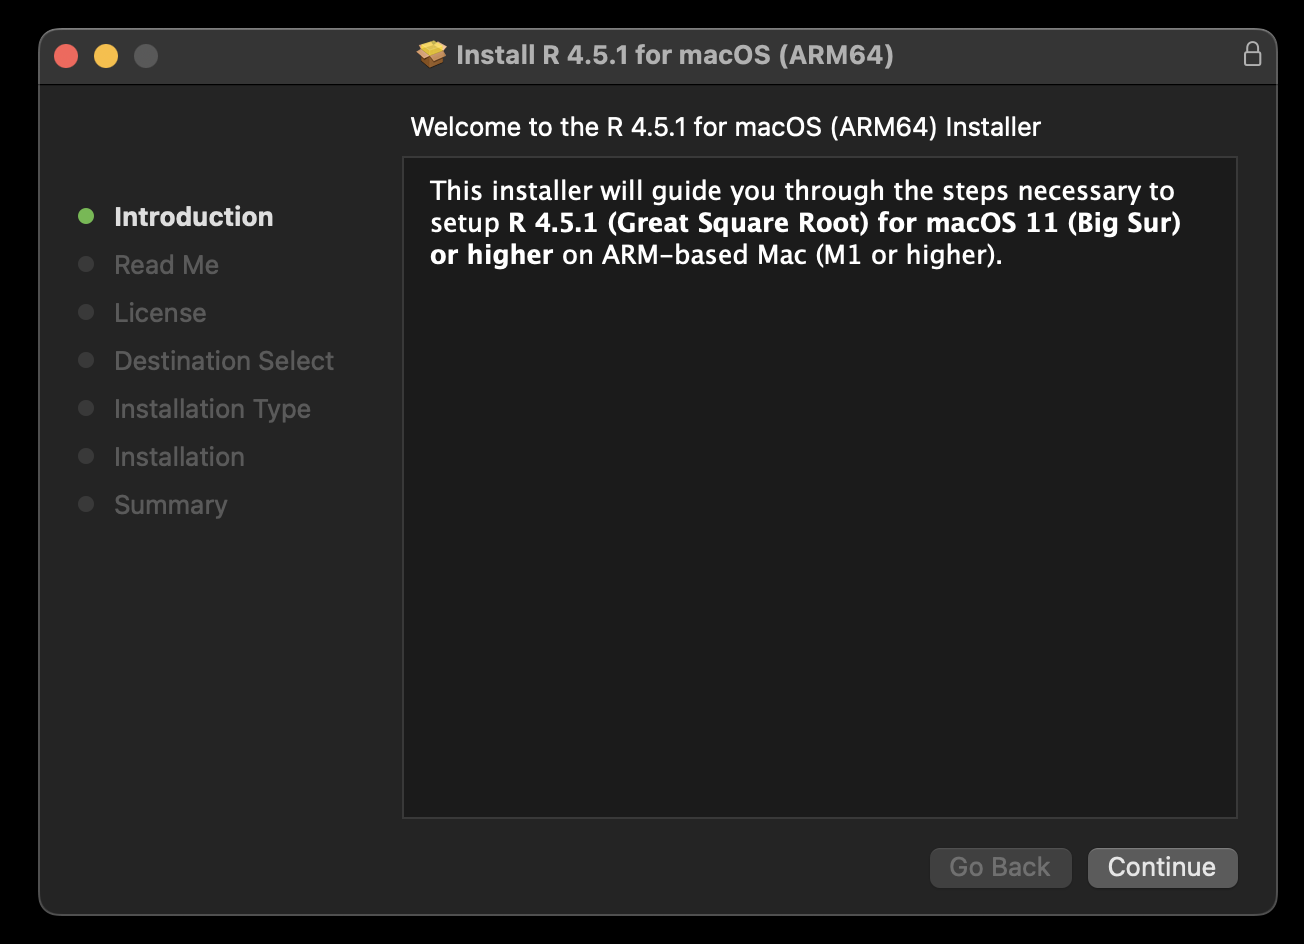 Install R 4.5.1 for macOS (ARM64)
Welcome to the R 4.5.1 for macOS (ARM64) Installer
Introduction
Read Me
License
Destination Select
Installation Type
Installation
Summary
This installer will guide you through the steps necessary to
setup R 4.5.1 (Great Square Root) for macOS 11 (Big Sur)
or higher on ARM-based Mac (M1 or higher).
Go Back
Continue